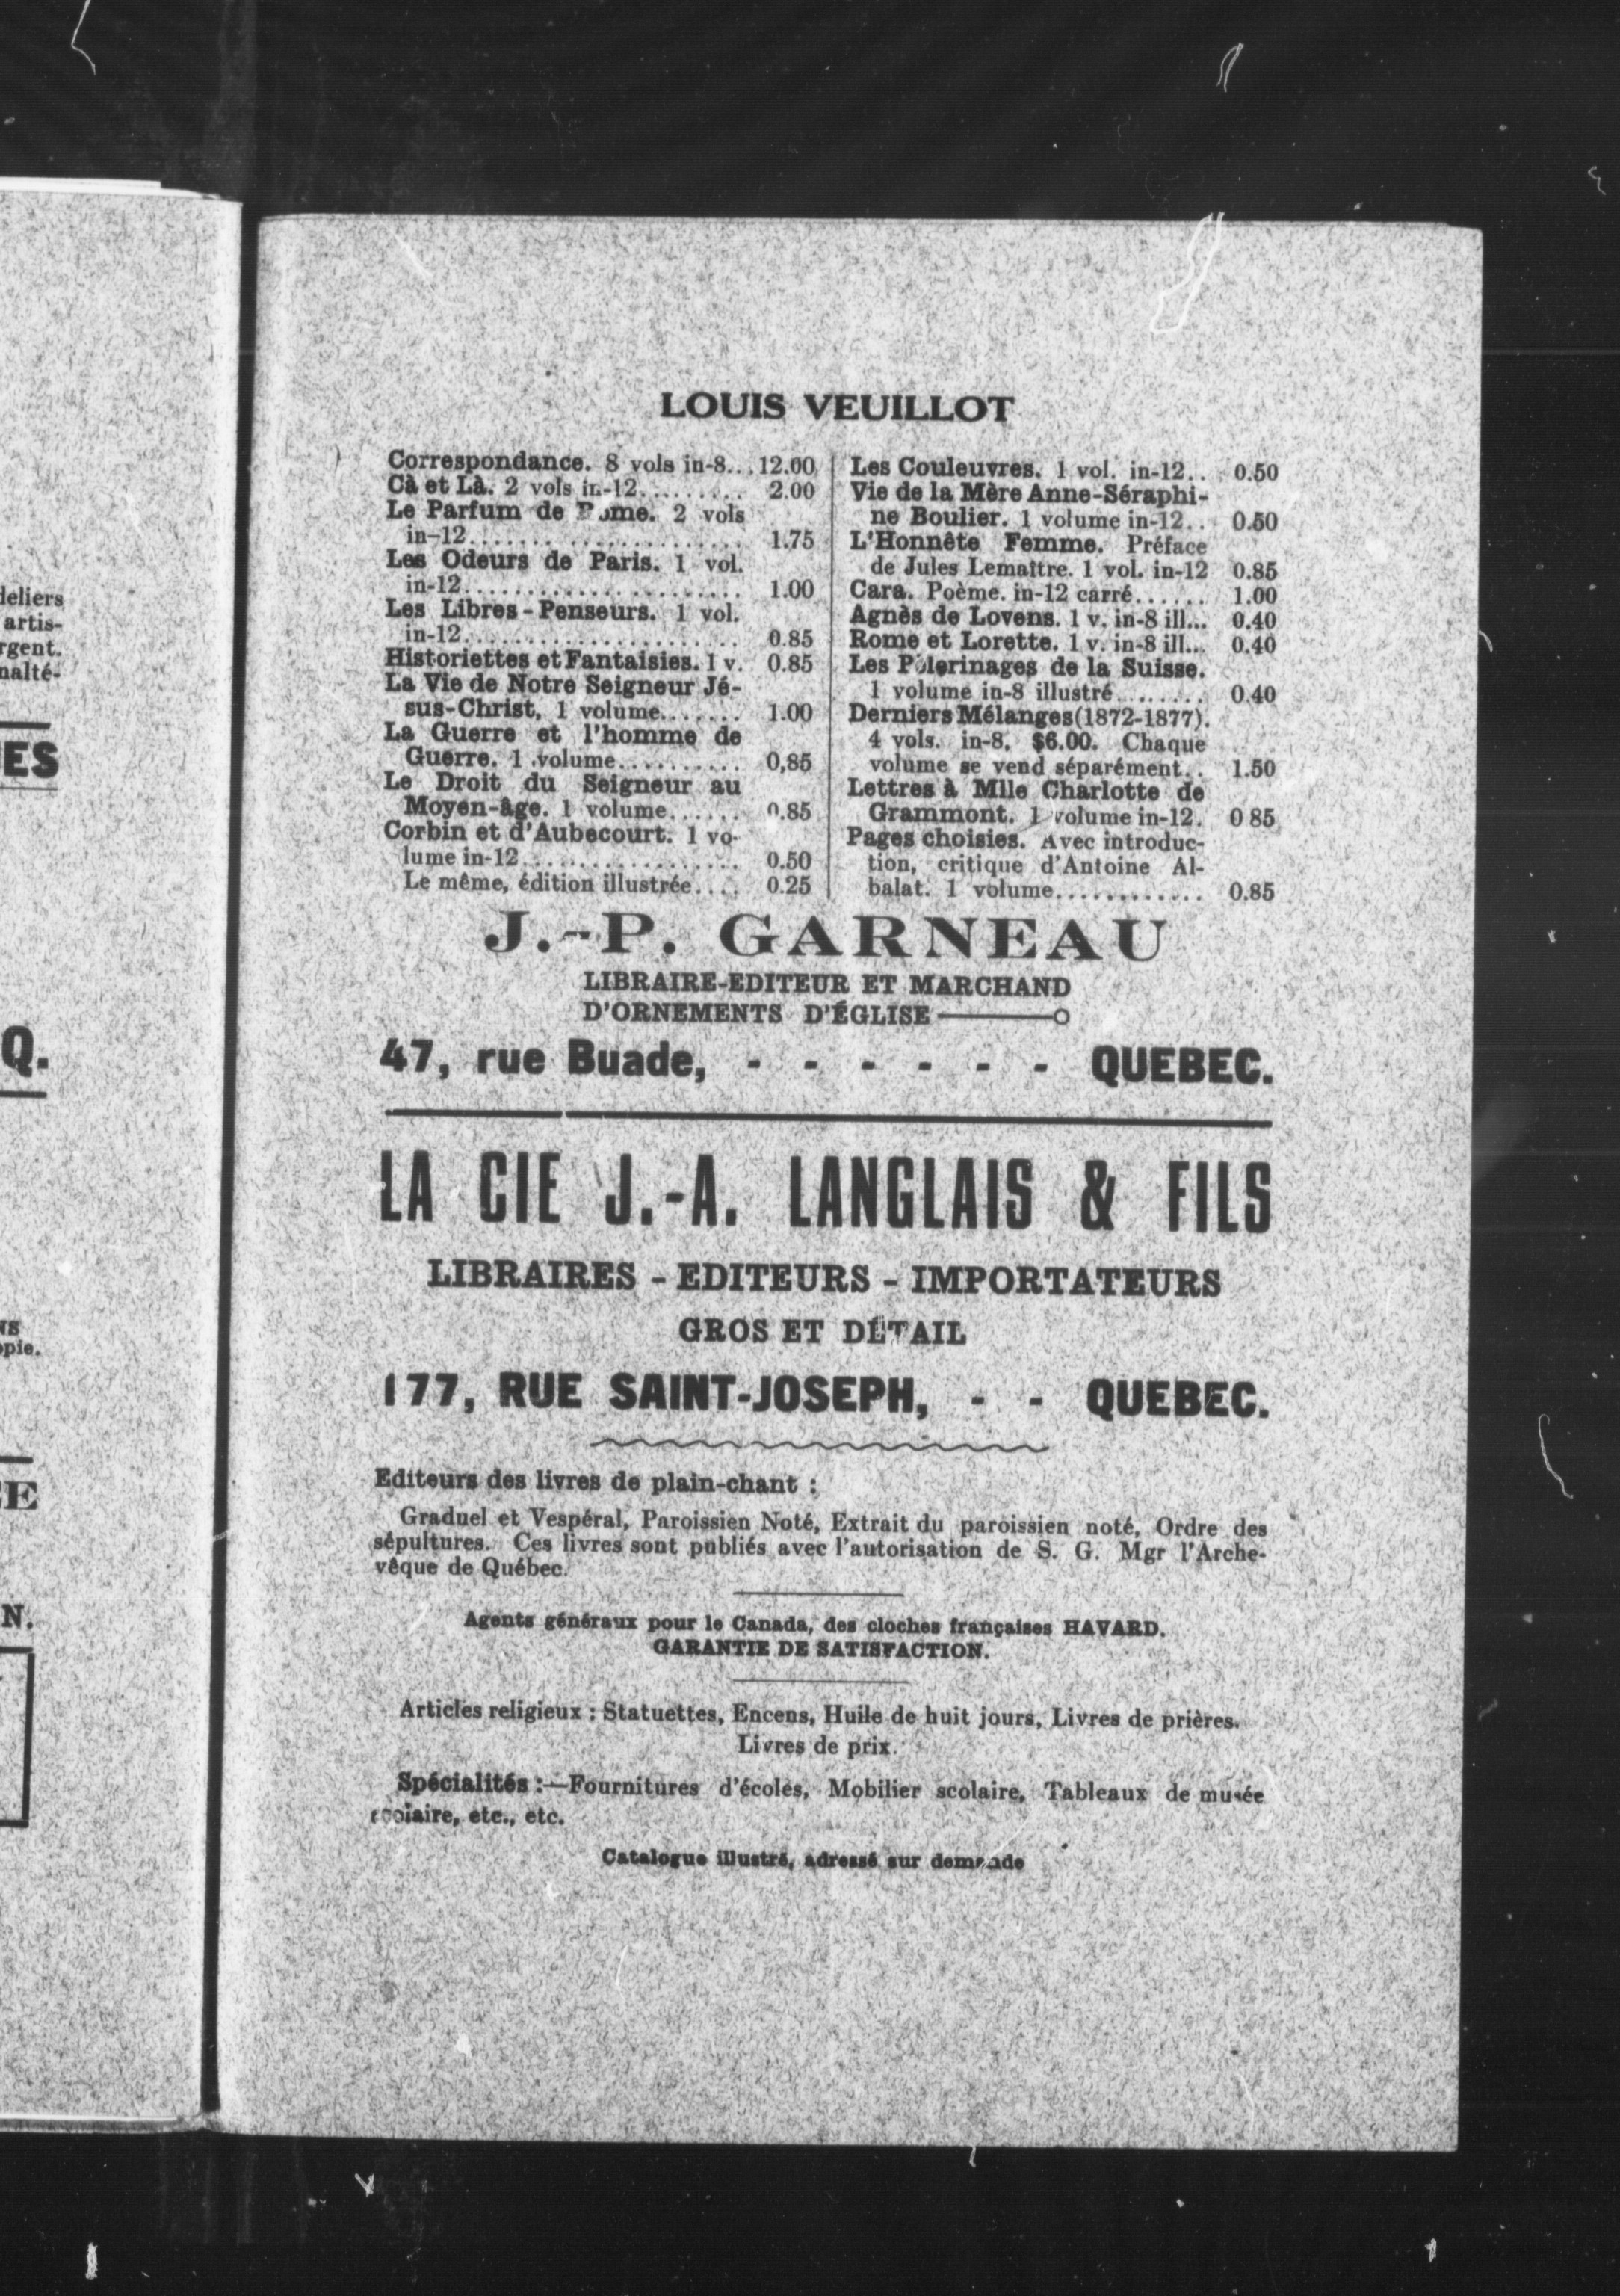 deliers
artis-
rgent.
nalté-
ES
Q.
NS
opie.
CE
N.
LOUIS VEUILLOT
Correspondance. 8 vols in-8...12.00
Cà et Là. 2 vols in-12......... 2.00
Le Parfum de Rome. 2 vols
in-12....................... 1.75
Les Odeurs de Paris. 1 vol.
in-12....................... 1.00
Les Libres-Penseurs. 1 vol.
in-12....................... 0.85
Historiettes et Fantaisies. 1 v. 0.85
La Vie de Notre Seigneur Jé-
sus-Christ, 1 volume....... 1.00
La Guerre et l'homme de
Guerre. 1 volume.......... 0,85
Le Droit du Seigneur au
Moyen-âge. 1 volume...... 0.85
Corbin et d'Aubecourt. 1 vo-
lume in-12.................. 0.50
Le même, édition illustrée.... 0.25
Les Couleuvres. 1 vol. in-12.. 0.50
Vie de la Mère Anne-Séraphi-
ne Boulier. 1 volume in-12.. 0.50
L'Honnête Femme. Préface
de Jules Lemaître. 1 vol. in-12 0.85
Cara. Poème. in-12 carré...... 1.00
Agnès de Lovens. 1 v. in-8 ill... 0.40
Rome et Lorette. 1 v. in-8 ill... 0.40
Les Pèlerinages de la Suisse.
1 volume in-8 illustré........ 0.40
Derniers Mélanges (1872-1877).
4 vols. in-8, $6.00. Chaque
volume se vend séparément.. 1.50
Lettres à Mlle Charlotte de
Grammont. 1 volume in-12. 0 85
Pages choisies. Avec introduc-
tion, critique d'Antoine Al-
balat. 1 volume............ 0.85
J.-P. GARNEAU
LIBRAIRE-EDITEUR ET MARCHAND
D'ORNEMENTS D'ÉGLISE
47, rue Buade, - - - - - - QUEBEC.
LA CIE J.-A. LANGLAIS & FILS
LIBRAIRES - EDITEURS - IMPORTATEURS
GROS ET DÉTAIL
177, RUE SAINT-JOSEPH, - - QUEBEC.
Editeurs des livres de plain-chant :
Graduel et Vespéral, Paroissien Noté, Extrait du paroissien noté, Ordre des
sépultures. Ces livres sont publiés avec l'autorisation de S. G. Mgr l'Arche-
vêque de Québec.
Agents généraux pour le Canada, des cloches françaises HAVARD.
GARANTIE DE SATISFACTION.
Articles religieux : Statuettes, Encens, Huile de huit jours, Livres de prières.
Livres de prix.
Spécialités :—Fournitures d'écoles, Mobilier scolaire, Tableaux de musée
scolaire, etc., etc.
Catalogue illustré, adressé sur demande